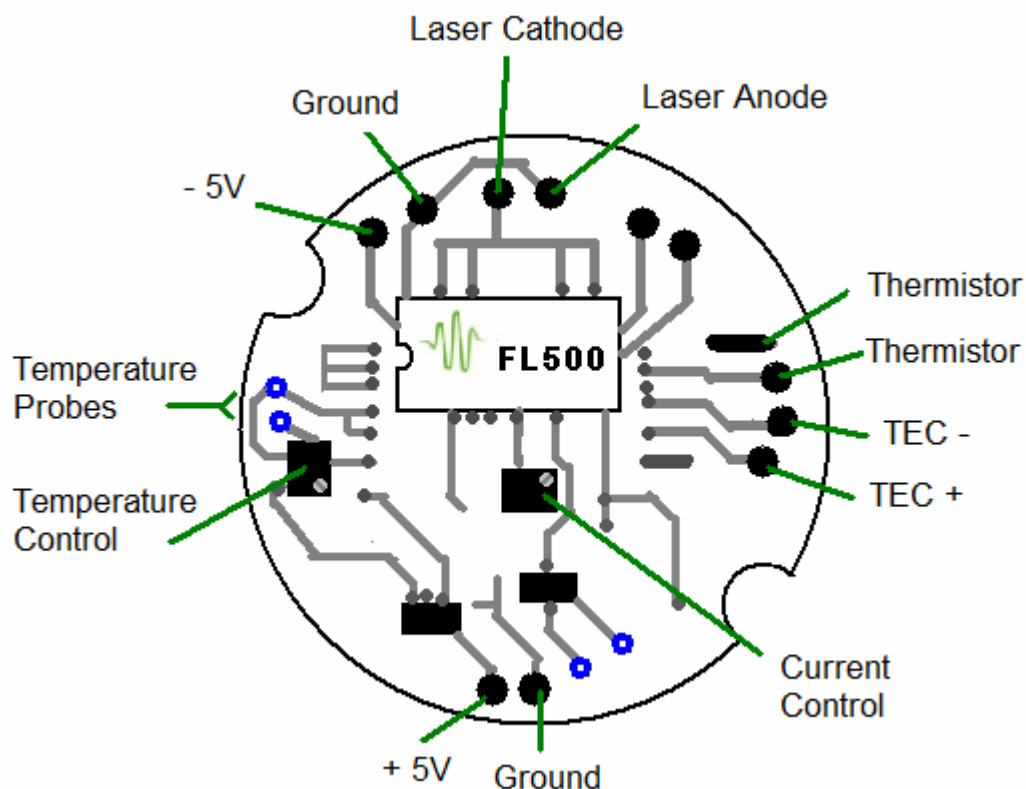 Laser Cathode
Ground
Laser Anode
- 5V
Thermistor
FL500
Thermistor
Temperature
Probes
TEC -
TEC +
Temperature
Control
Current
Control
+ 5V
Ground